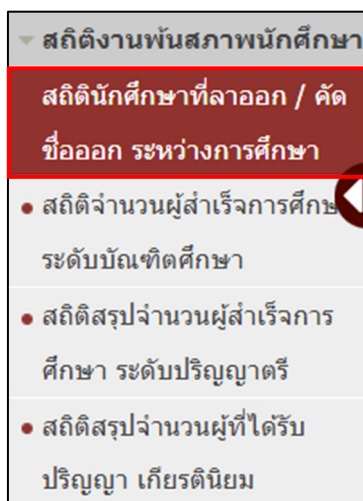 สถิติงานพ้นสภาพนักศึกษา
สถิตินักศึกษาที่ลาออก / คัด
ชื่อออก ระหว่างการศึกษา
สถิติจำนวนผู้สำเร็จการศึกษ
ระดับบัณฑิตศึกษา
สถิติสรุปจำนวนผู้สำเร็จการ
ศึกษา ระดับปริญญาตรี
สถิติสรุปจำนวนผู้ที่ได้รับ
ปริญญา เกียรตินิยม